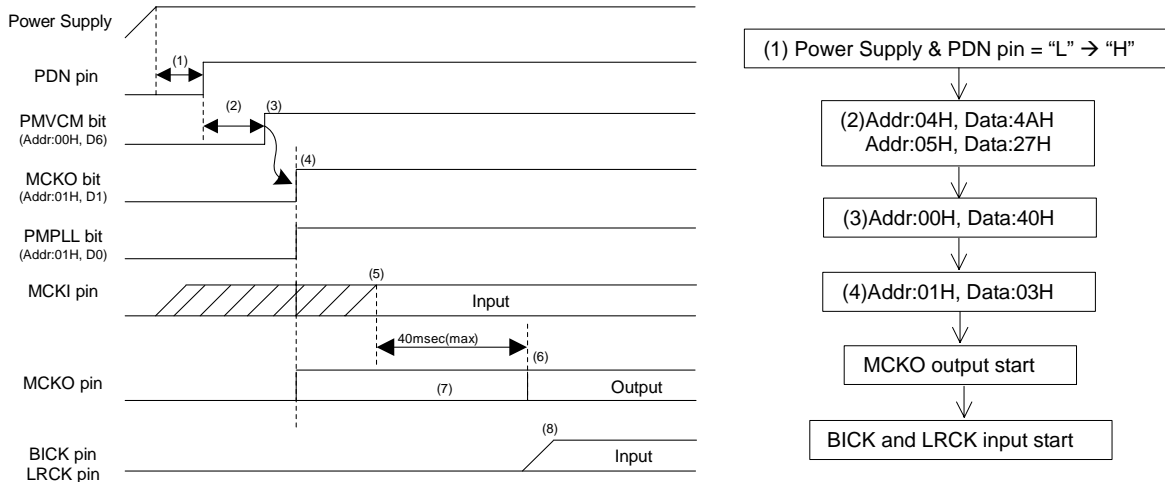 Power Supply
(1)
PDN pin
(2)
(3)
PMVCM bit
(Addr:00H, D6)
(4)
MCKO bit
(Addr:01H, D1)
PMPLL bit
(Addr:01H, D0)
(5)
MCKI pin
Input
40msec(max)
(6)
MCKO pin
(7)
Output
(8)
BICK pin
LRCK pin
Input
(1) Power Supply & PDN pin = “L” → “H”
(2)Addr:04H, Data:4AH
Addr:05H, Data:27H
(3)Addr:00H, Data:40H
(4)Addr:01H, Data:03H
MCKO output start
BICK and LRCK input start